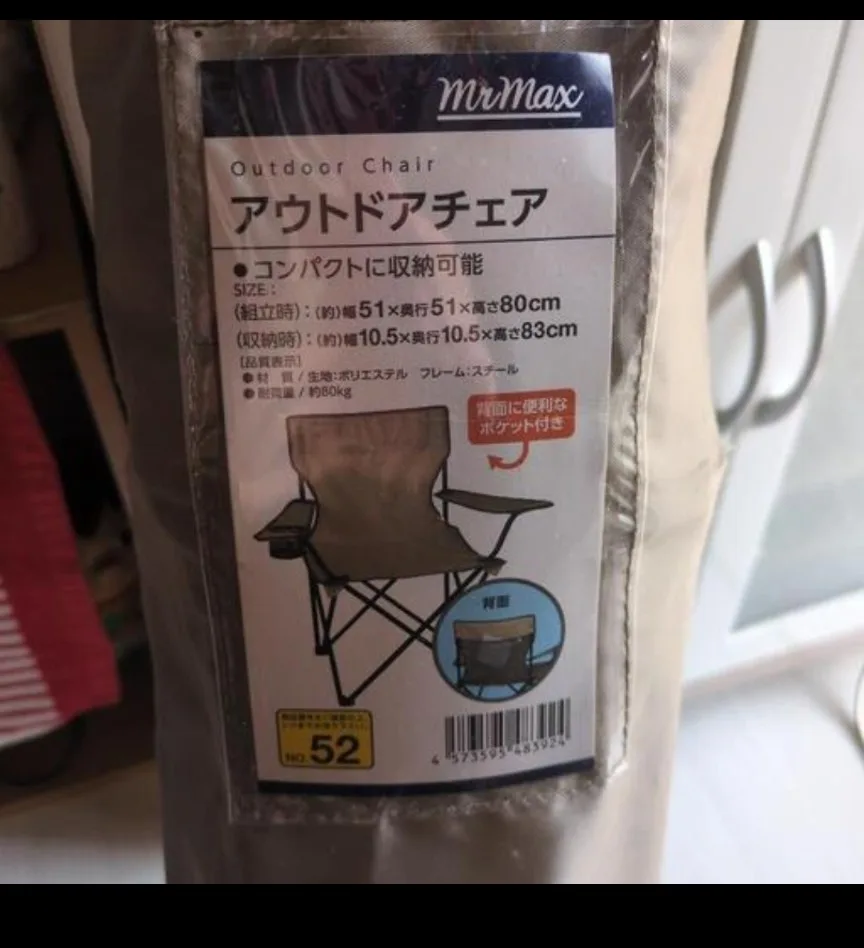 MrMax
Outdoor Chair
アウトドアチェア
●コンパクトに収納可能
SIZE:
(組立時):(約)幅51×奥行51×高さ80cm
(収納時):(約)幅10.5×奥行10.5×高さ83cm
[品質表示]
●材 質/生地:ポリエステル フレーム:スチール
●耐荷重/約80kg
背面に便利な
ポケット付き
背面
NO. 52
4 573595 483924